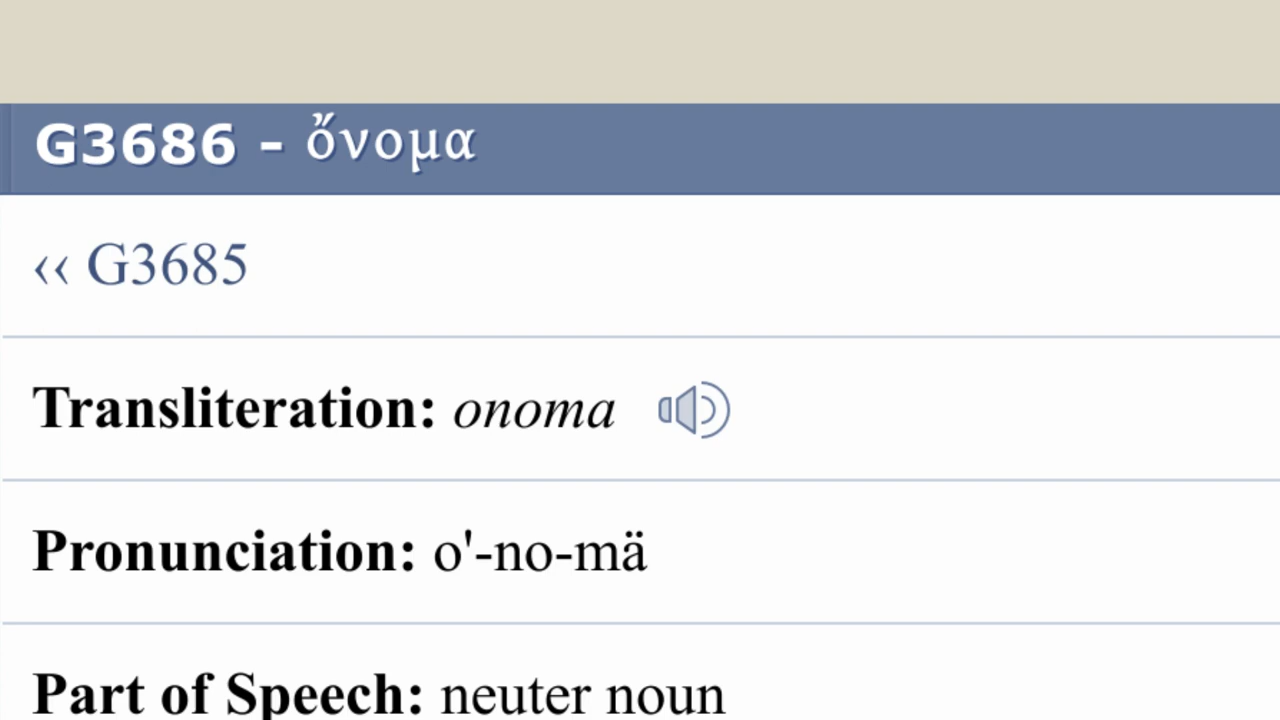 G3686 - ὄνομα
‹‹ G3685
Transliteration: onoma
Pronunciation: o'-no-mä
Part of Speech: neuter noun